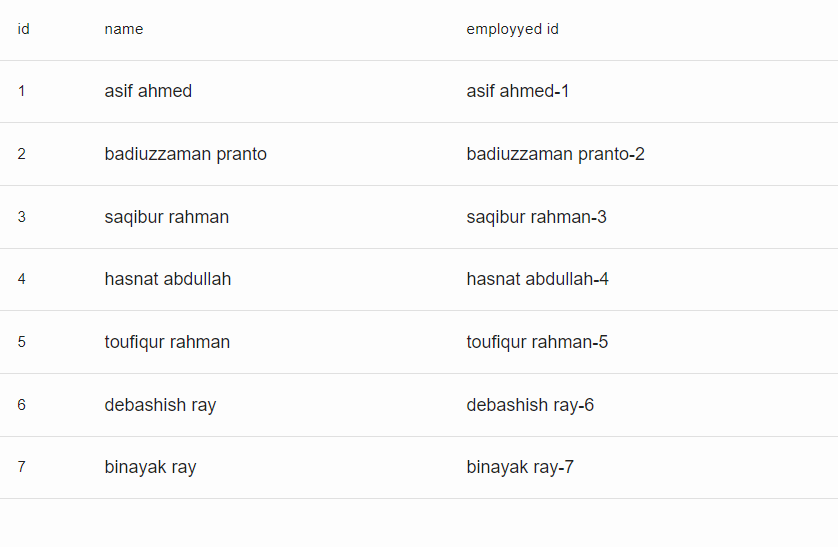 id name employyed id
1 asif ahmed asif ahmed-1
2 badiuzzaman pranto badiuzzaman pranto-2
3 saqibur rahman saqibur rahman-3
4 hasnat abdullah hasnat abdullah-4
5 toufiqur rahman toufiqur rahman-5
6 debashish ray debashish ray-6
7 binayak ray binayak ray-7